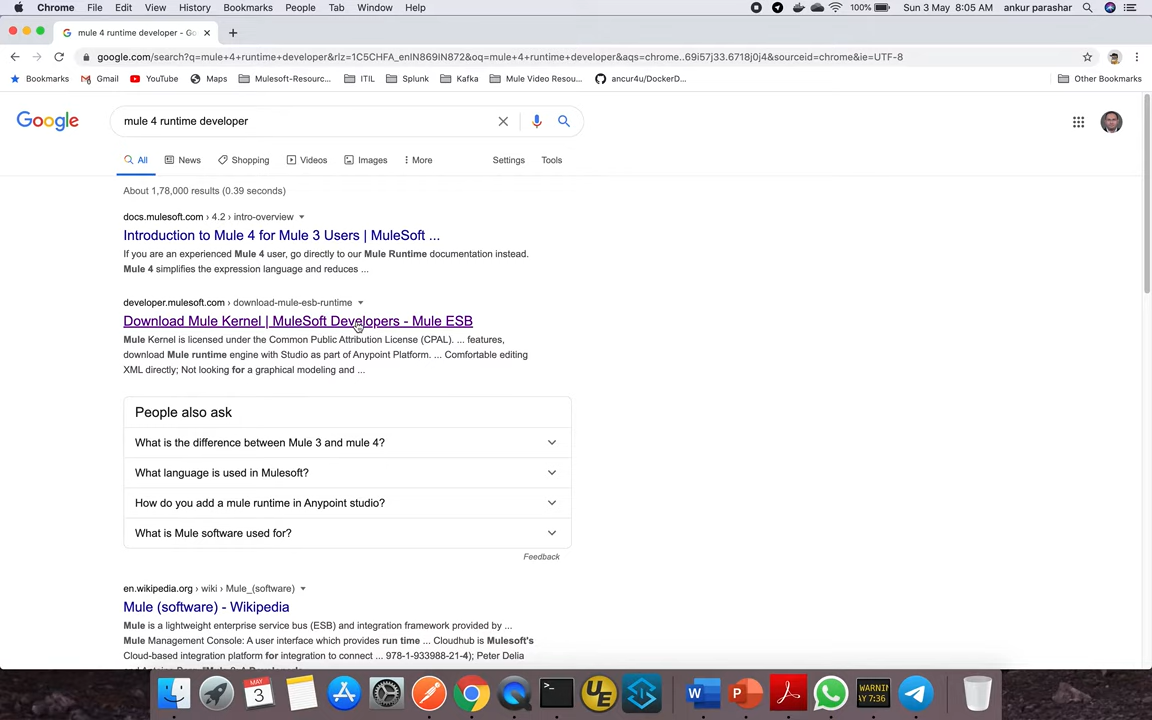 Chrome File Edit View History Bookmarks People Tab Window Help 100% Sun 3 May 8:05 AM ankur parashar
mule 4 runtime developer - Go
google.com/search?q=mule+4+runtime+developer&rlz=1C5CHFA_enIN869IN872&oq=mule+4+runtime+developer&aqs=chrome..69i57j33.6718j0j4&sourceid=chrome&ie=UTF-8
Bookmarks Gmail YouTube Maps Mulesoft-Resourc... ITIL Splunk Kafka Mule Video Resou... ancur4u/DockerD... Other Bookmarks
Google mule 4 runtime developer
All News Shopping Videos Images More Settings Tools
About 1,78,000 results (0.39 seconds)
docs.mulesoft.com › 4.2 › intro-overview
Introduction to Mule 4 for Mule 3 Users | MuleSoft ...
If you are an experienced Mule 4 user, go directly to our Mule Runtime documentation instead.
Mule 4 simplifies the expression language and reduces ...
developer.mulesoft.com › download-mule-esb-runtime
Download Mule Kernel | MuleSoft Developers - Mule ESB
Mule Kernel is licensed under the Common Public Attribution License (CPAL). ... features,
download Mule runtime engine with Studio as part of Anypoint Platform. ... Comfortable editing
XML directly; Not looking for a graphical modeling and ...
People also ask
What is the difference between Mule 3 and mule 4?
What language is used in Mulesoft?
How do you add a mule runtime in Anypoint studio?
What is Mule software used for?
Feedback
en.wikipedia.org › wiki › Mule_(software)
Mule (software) - Wikipedia
Mule is a lightweight enterprise service bus (ESB) and integration framework provided by ...
Mule Management Console: A user interface which provides run time ... Cloudhub is Mulesoft's
Cloud-based integration platform for integration to connect ... 978-1-933988-21-4); Peter Delia
MAY
3
UE
W
P
WARNIN
AY 7:36